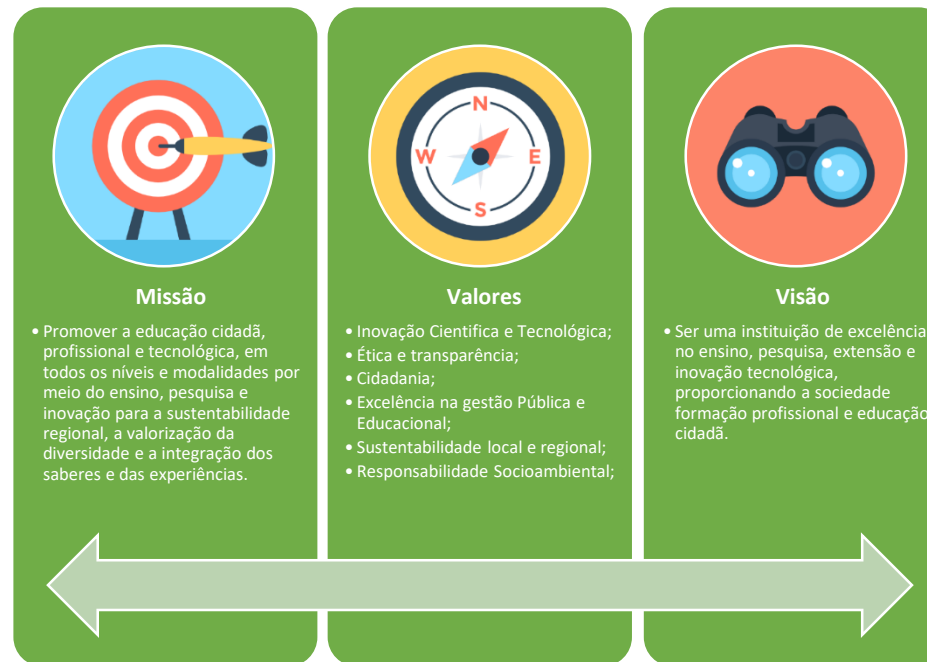 N
W
E
S
Missão
• Promover a educação cidadã,
profissional e tecnológica, em
todos os níveis e modalidades por
meio do ensino, pesquisa e
inovação para a sustentabilidade
regional, a valorização da
diversidade e a integração dos
saberes e das experiências.
Valores
• Inovação Cientifica e Tecnológica;
• Ética e transparência;
• Cidadania;
• Excelência na gestão Pública e
Educacional;
• Sustentabilidade local e regional;
• Responsabilidade Socioambiental;
Visão
• Ser uma instituição de excelência
no ensino, pesquisa, extensão e
inovação tecnológica,
proporcionando a sociedade
formação profissional e educação
cidadã.